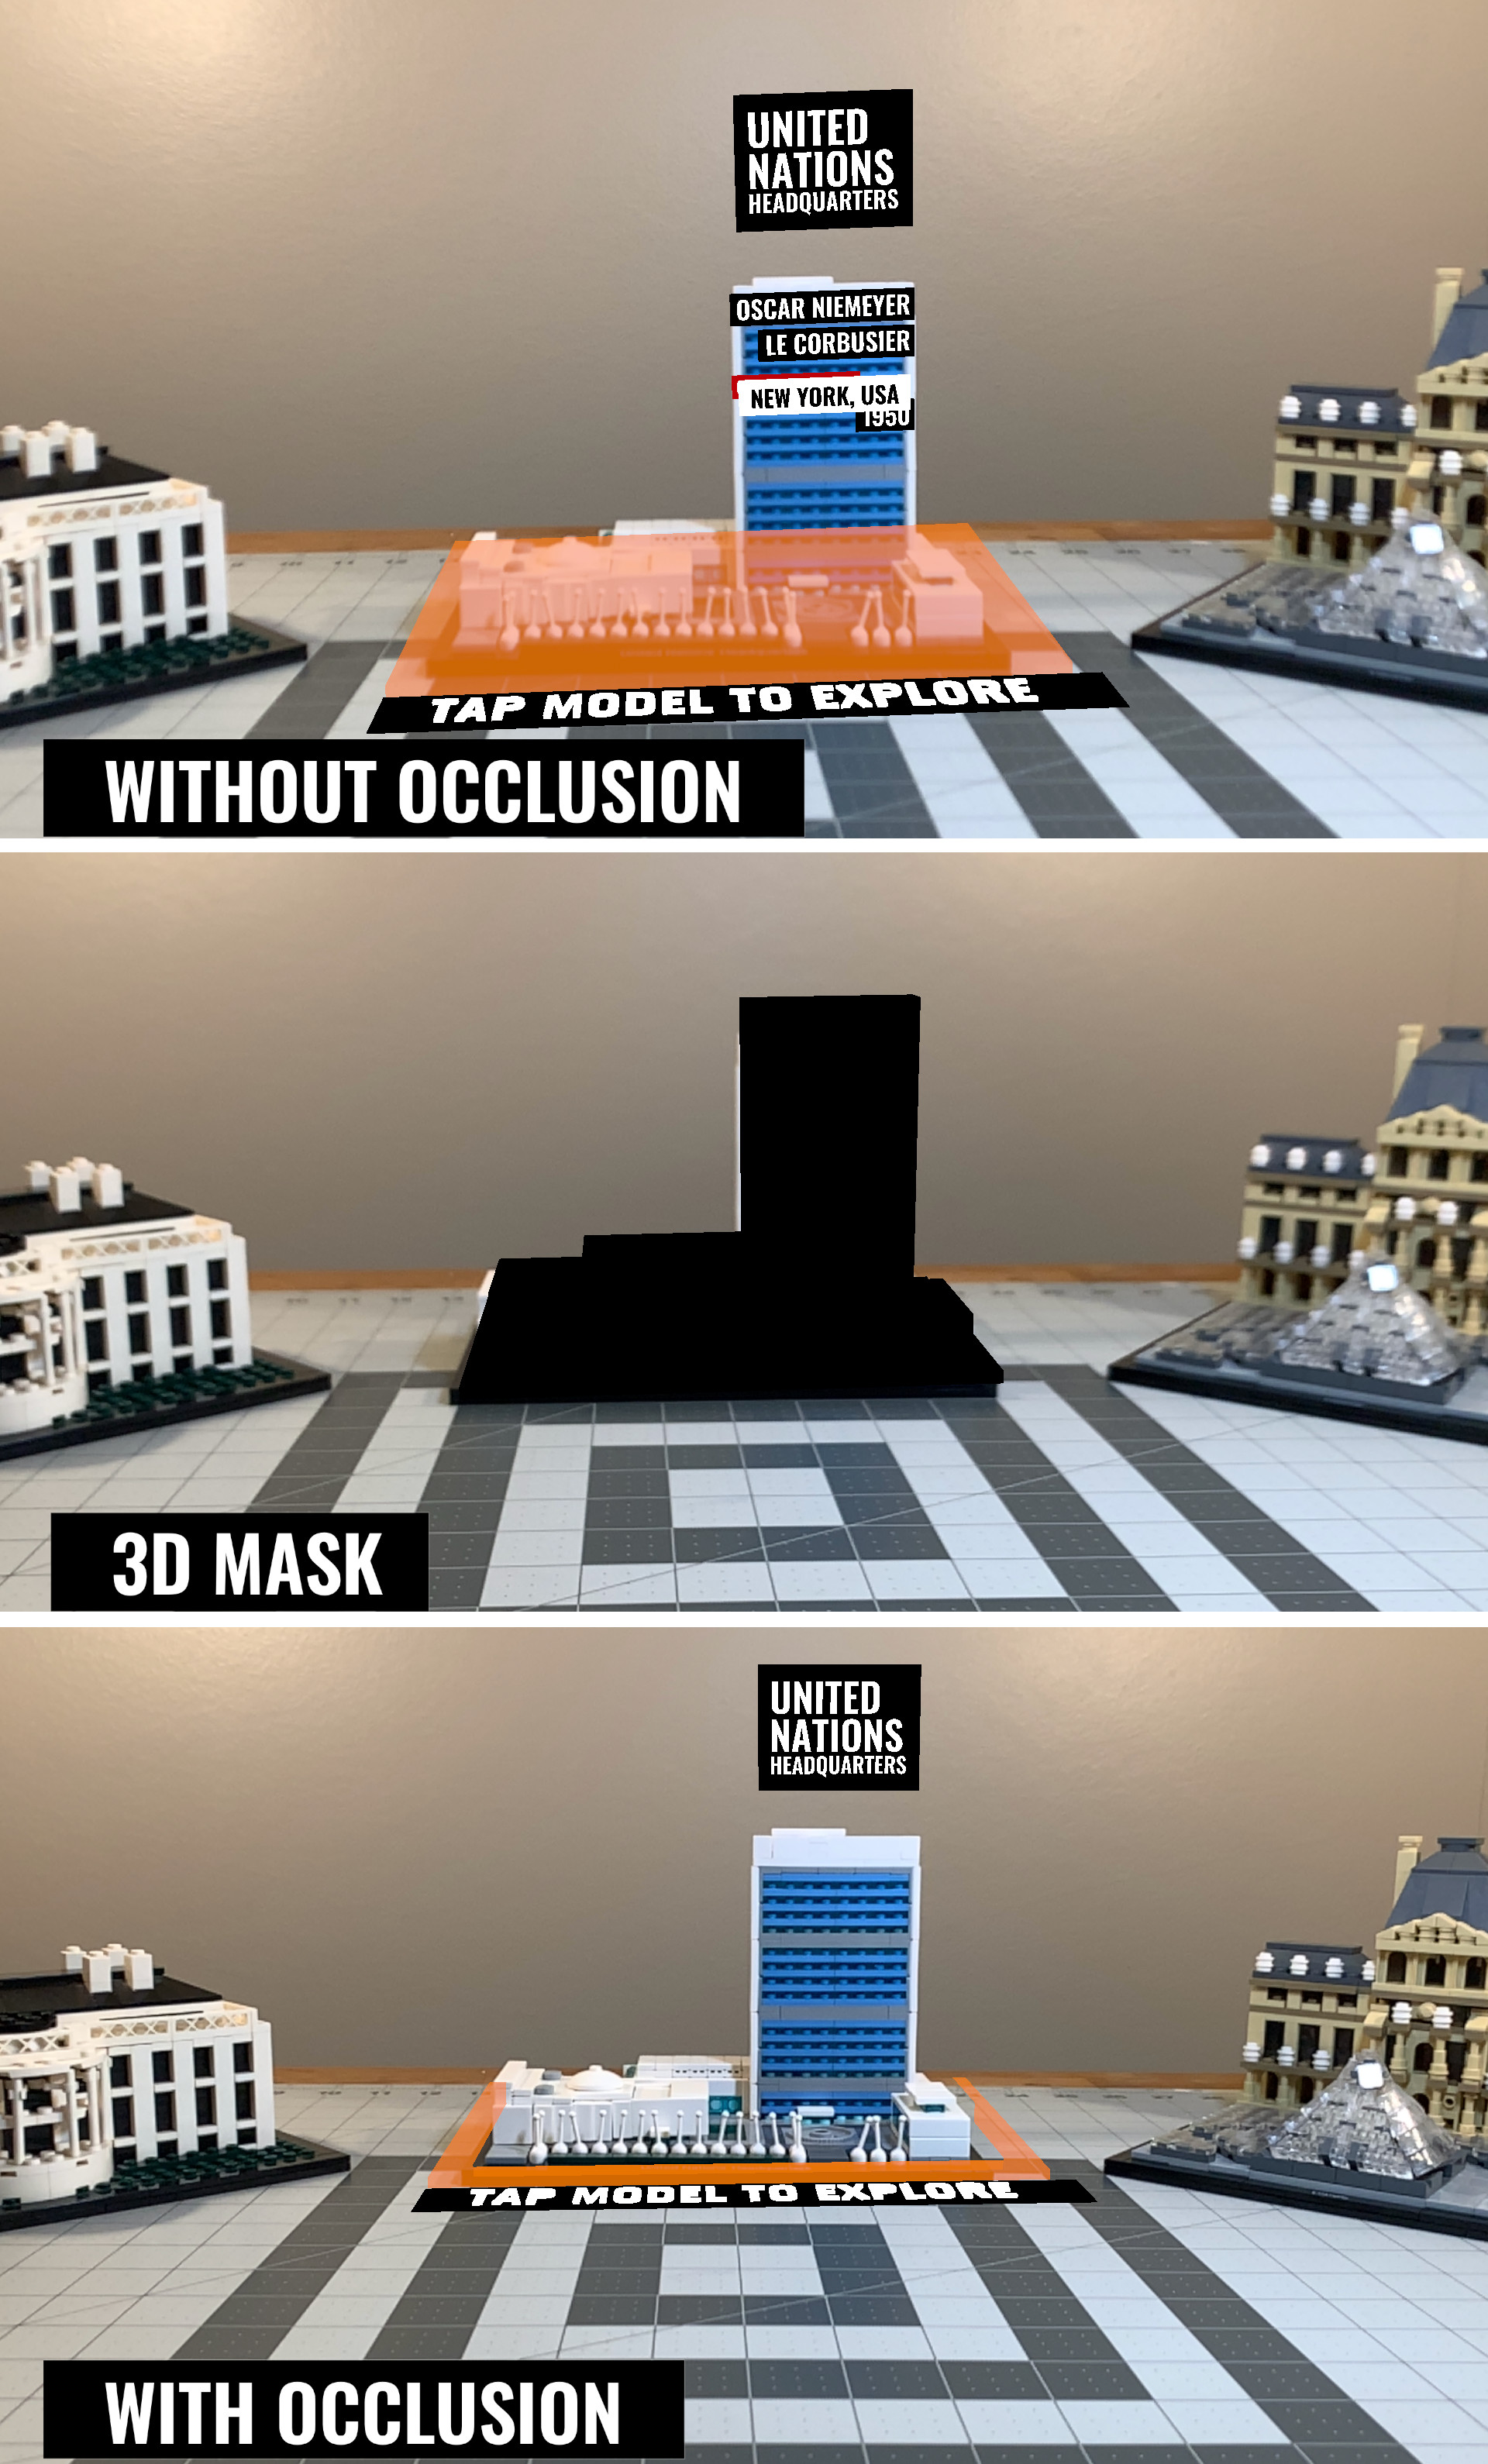 UNITED
NATIONS
HEADQUARTERS
OSCAR NIEMEYER
LE CORBUSIER
NEW YORK, USA
1950
TAP MODEL TO EXPLORE
WITHOUT OCCLUSION
3D MASK
UNITED
NATIONS
HEADQUARTERS
TAP MODEL TO EXPLORE
WITH OCCLUSION